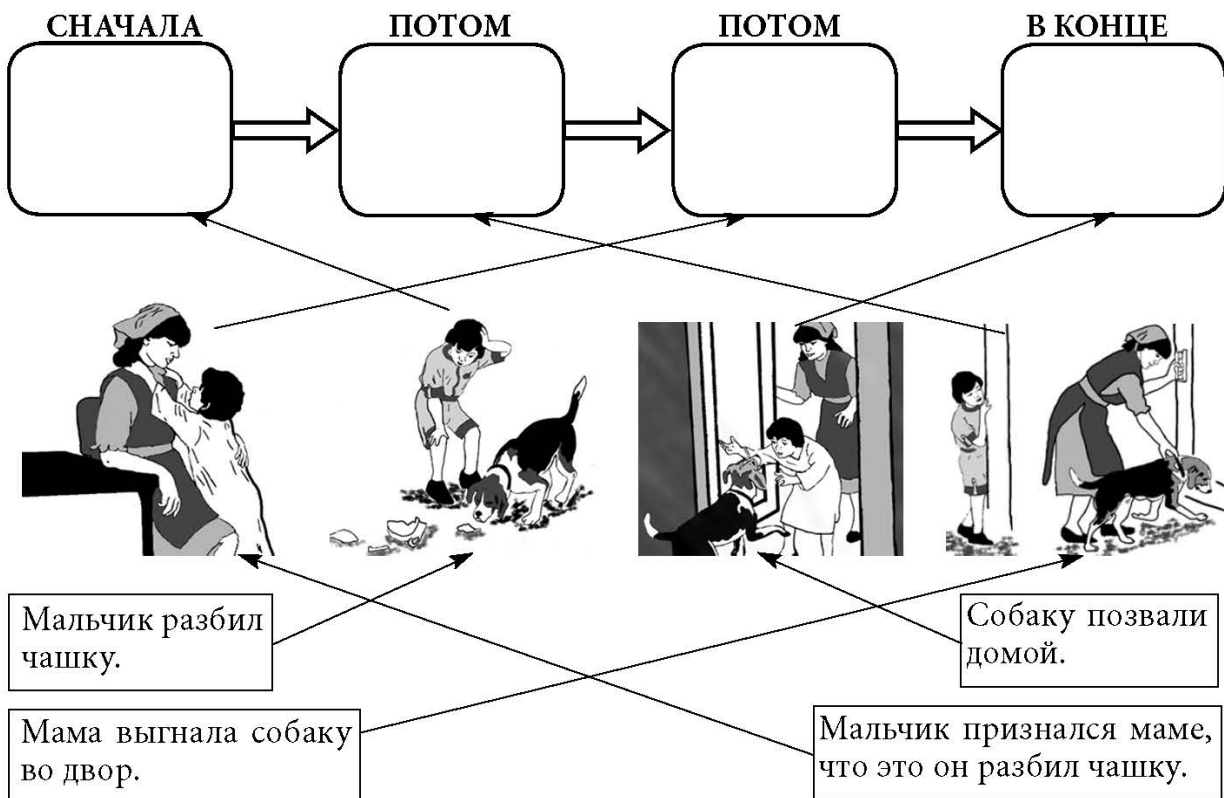 СНАЧАЛА
ПОТОМ
ПОТОМ
В КОНЦЕ
Мальчик разбил
чашку.
Собаку позвали
домой.
Мама выгнала собаку
во двор.
Мальчик признался маме,
что это он разбил чашку.